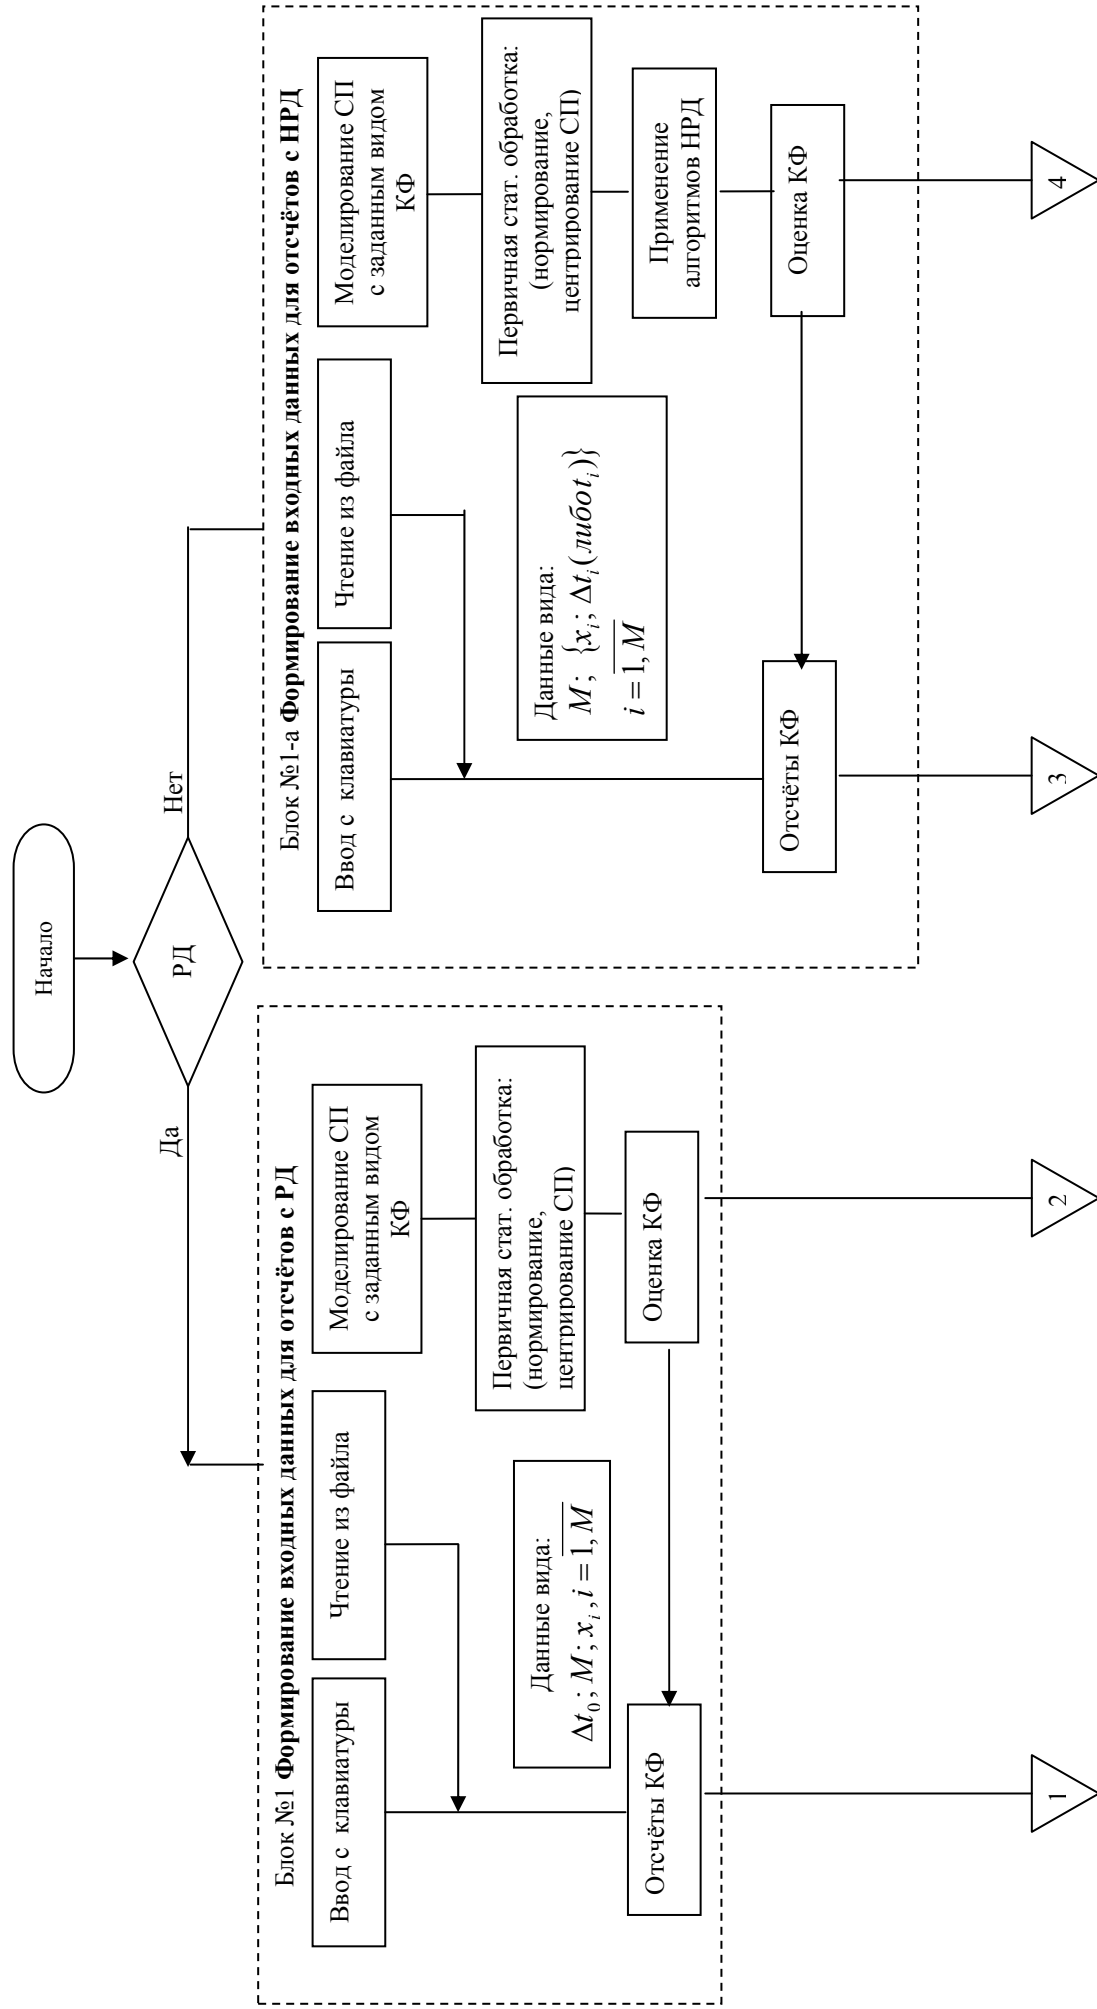 Начало
РД
Да
Нет
Блок №1 Формирование входных данных для отсчётов с РД
Ввод с клавиатуры
Чтение из файла
Моделирование СП
с заданным видом
КФ
Первичная стат. обработка:
(нормирование,
центрирование СП)
Данные вида:
Δt₀; M; xᵢ, i = 1, M
Оценка КФ
Отсчёты КФ
1
2
Блок №1-а Формирование входных данных для отсчётов с НРД
Ввод с клавиатуры
Чтение из файла
Моделирование СП
с заданным видом
КФ
Первичная стат. обработка:
(нормирование,
центрирование СП)
Данные вида:
M; {xᵢ; Δtᵢ(либоtᵢ)}
i = 1, M
Применение
алгоритмов НРД
Оценка КФ
Отсчёты КФ
3
4